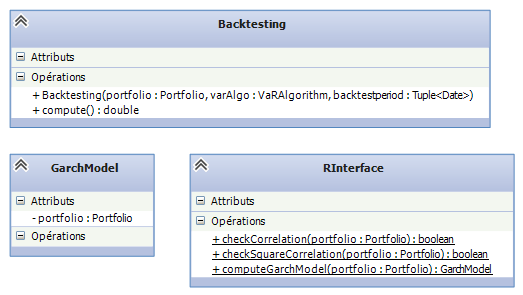 Backtesting
Attributs
Opérations
+ Backtesting(portfolio : Portfolio, varAlgo : VaRAlgorithm, backtestperiod : Tuple<Date>)
+ compute() : double
GarchModel
Attributs
- portfolio : Portfolio
Opérations
RInterface
Attributs
Opérations
+ checkCorrelation(portfolio : Portfolio) : boolean
+ checkSquareCorrelation(portfolio : Portfolio) : boolean
+ computeGarchModel(portfolio : Portfolio) : GarchModel